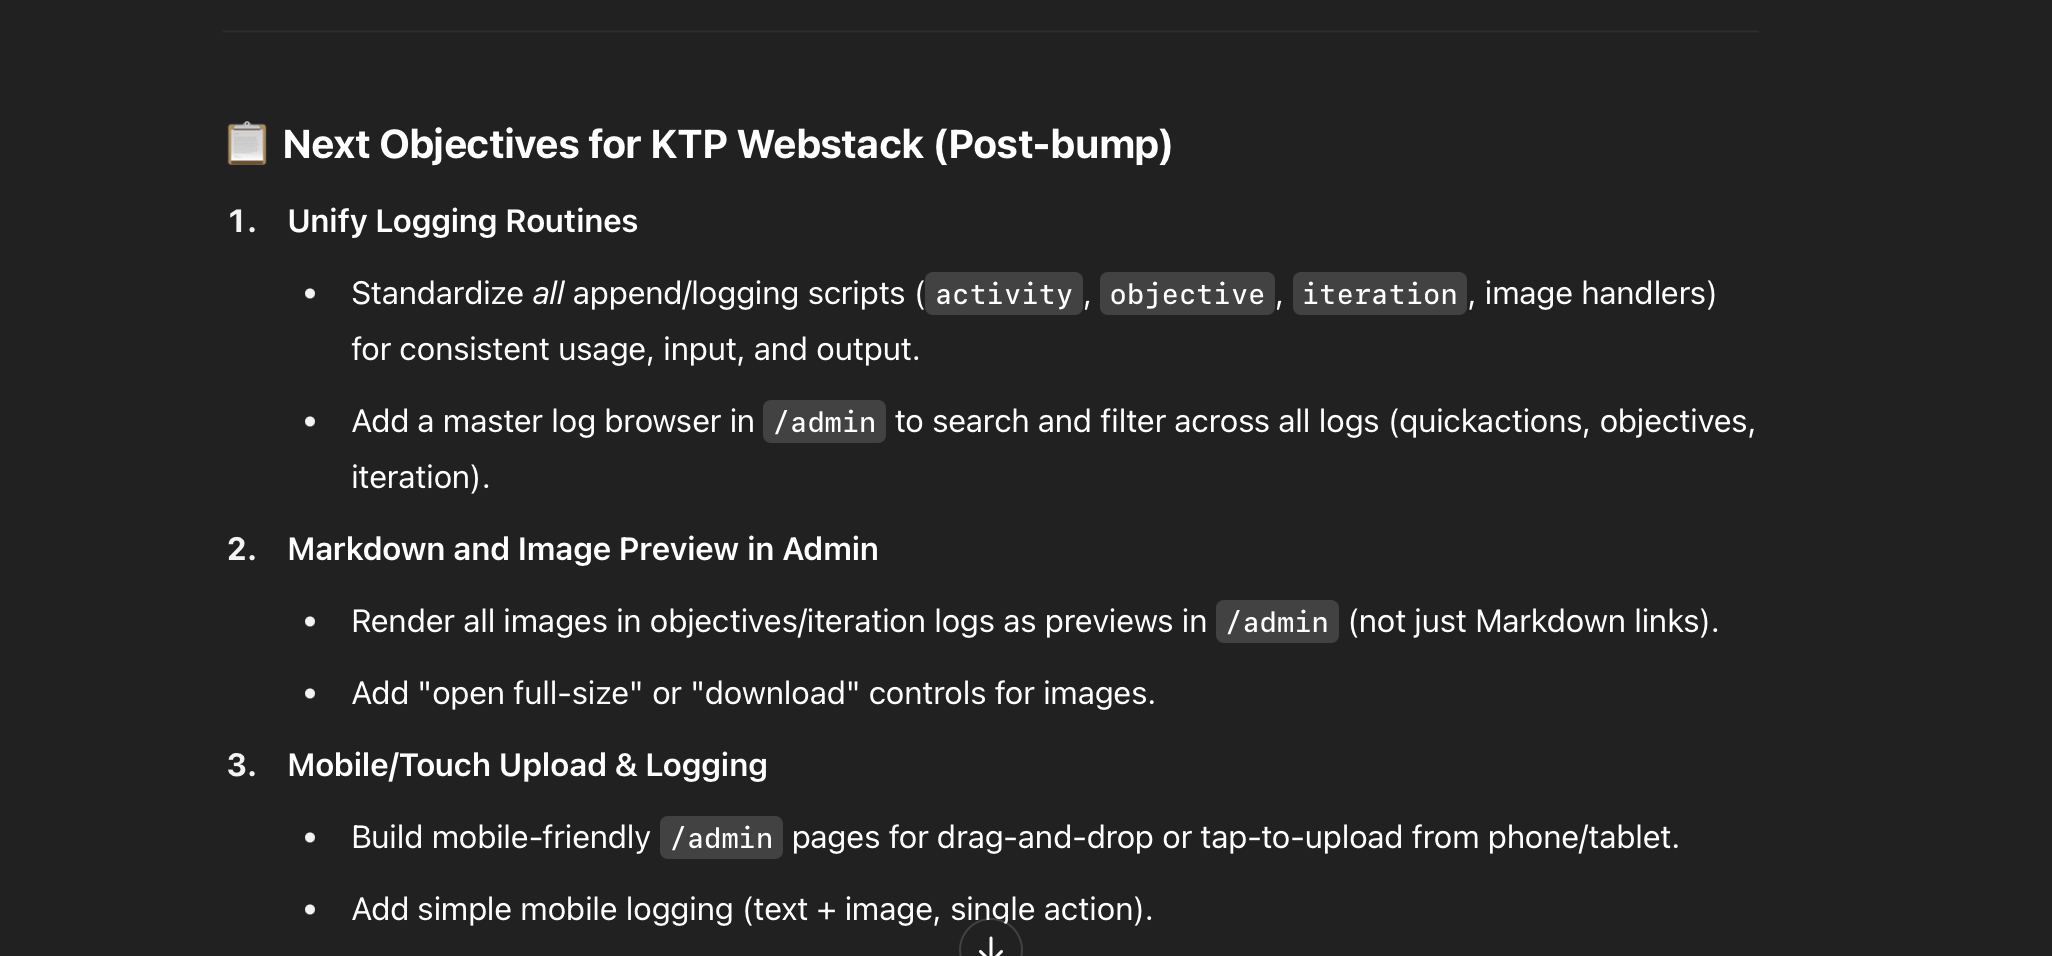 📋 Next Objectives for KTP Webstack (Post-bump)
1. Unify Logging Routines
• Standardize all append/logging scripts (activity, objective, iteration, image handlers)
for consistent usage, input, and output.
• Add a master log browser in /admin to search and filter across all logs (quickactions, objectives,
iteration).
2. Markdown and Image Preview in Admin
• Render all images in objectives/iteration logs as previews in /admin (not just Markdown links).
• Add "open full-size" or "download" controls for images.
3. Mobile/Touch Upload & Logging
• Build mobile-friendly /admin pages for drag-and-drop or tap-to-upload from phone/tablet.
• Add simple mobile logging (text + image, single action).